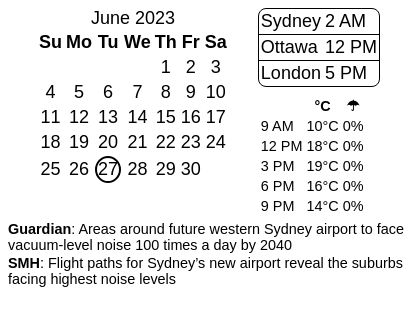 June 2023
Su Mo Tu We Th Fr Sa
1 2 3
4 5 6 7 8 9 10
11 12 13 14 15 16 17
18 19 20 21 22 23 24
25 26 27 28 29 30
Sydney 2 AM
Ottawa 12 PM
London 5 PM
°C ☂
9 AM 10°C 0%
12 PM 18°C 0%
3 PM 19°C 0%
6 PM 16°C 0%
9 PM 14°C 0%
Guardian: Areas around future western Sydney airport to face
vacuum-level noise 100 times a day by 2040
SMH: Flight paths for Sydney’s new airport reveal the suburbs
facing highest noise levels